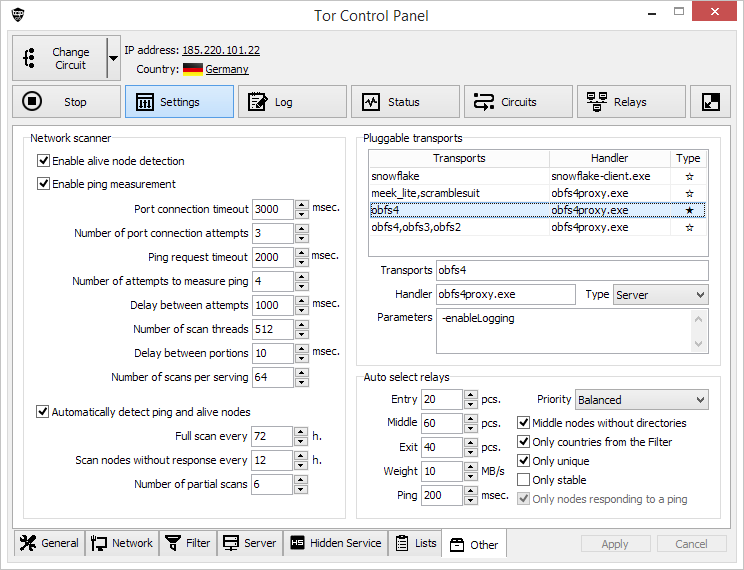 Tor Control Panel
Change Circuit
IP address: 185.220.101.22
Country: Germany
Stop Settings Log Status Circuits Relays
Network scanner
Enable alive node detection
Enable ping measurement
Port connection timeout 3000 msec.
Number of port connection attempts 3
Ping request timeout 2000 msec.
Number of attempts to measure ping 4
Delay between attempts 1000 msec.
Number of scan threads 512
Delay between portions 10 msec.
Number of scans per serving 64
Automatically detect ping and alive nodes
Full scan every 72 h.
Scan nodes without response every 12 h.
Number of partial scans 6
Pluggable transports
Transports Handler Type
snowflake snowflake-client.exe ☆
meek_lite,scramblesuit obfs4proxy.exe ☆
obfs4 obfs4proxy.exe ★
obfs4,obfs3,obfs2 obfs4proxy.exe ☆
Transports obfs4
Handler obfs4proxy.exe Type Server
Parameters -enableLogging
Auto select relays
Entry 20 pcs. Priority Balanced
Middle 60 pcs. Middle nodes without directories
Exit 40 pcs. Only countries from the Filter
Only unique
Weight 10 MB/s
Only stable
Ping 200 msec. Only nodes responding to a ping
General Network Filter Server HS Hidden Service Lists Other Apply Cancel